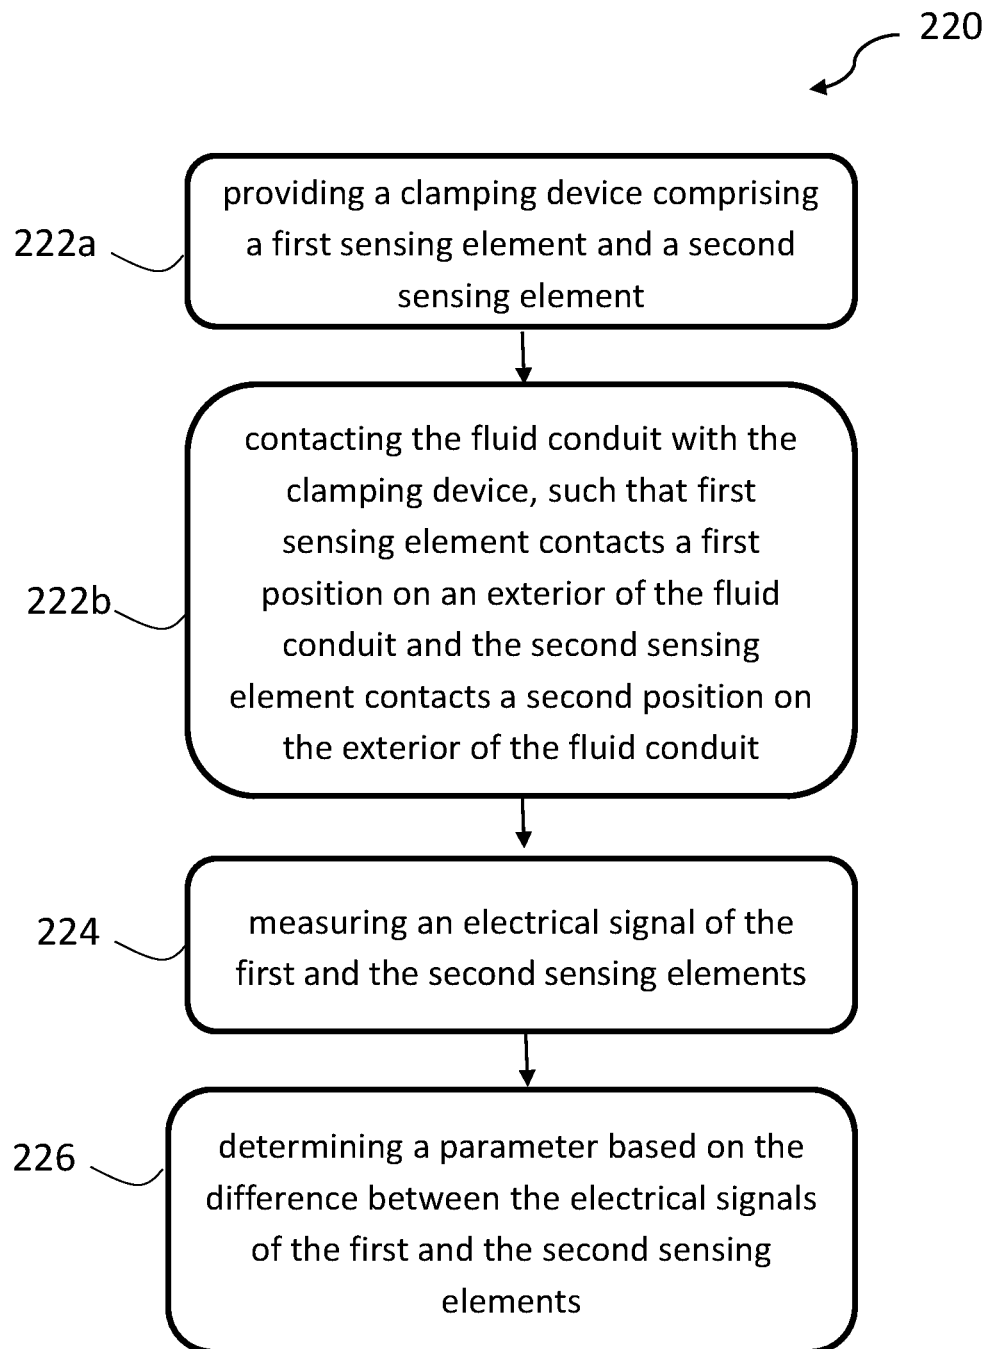 220
222a
providing a clamping device comprising
a first sensing element and a second
sensing element
222b
contacting the fluid conduit with the
clamping device, such that first
sensing element contacts a first
position on an exterior of the fluid
conduit and the second sensing
element contacts a second position on
the exterior of the fluid conduit
224
measuring an electrical signal of the
first and the second sensing elements
226
determining a parameter based on the
difference between the electrical signals
of the first and the second sensing
elements